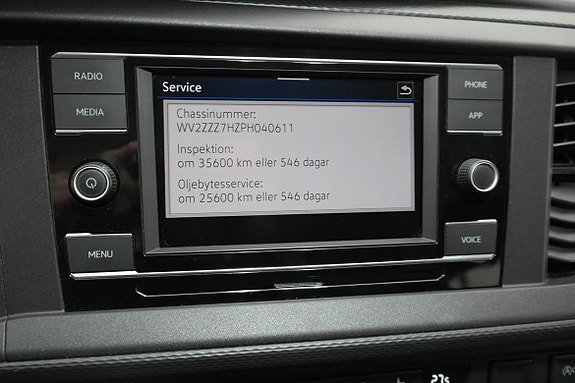 RADIO
MEDIA
MENU
Service
Chassinummer:
WV2ZZZ7HZPH040611
Inspektion:
om 35600 km eller 546 dagar
Oljebytesservice:
om 25600 km eller 546 dagar
PHONE
APP
VOICE